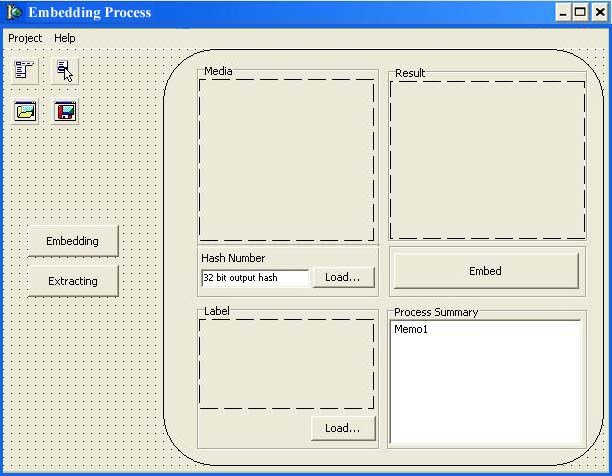 Embedding Process
Project Help
Media
Result
Embedding
Extracting
Hash Number
32 bit output hash
Load...
Embed
Label
Load...
Process Summary
Memo1